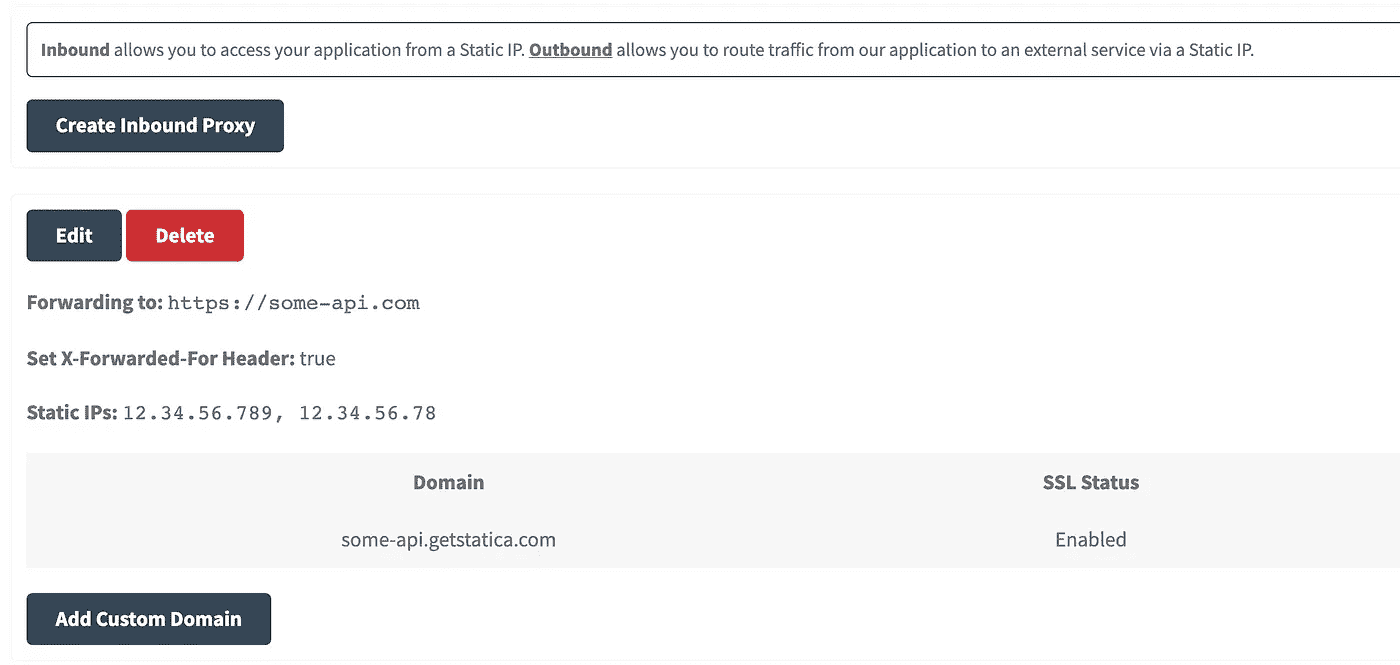 Inbound allows you to access your application from a Static IP. Outbound allows you to route traffic from our application to an external service via a Static IP.
Create Inbound Proxy
Edit Delete
Forwarding to: https://some-api.com
Set X-Forwarded-For Header: true
Static IPs: 12.34.56.789, 12.34.56.78
Domain SSL Status
some-api.getstatica.com Enabled
Add Custom Domain